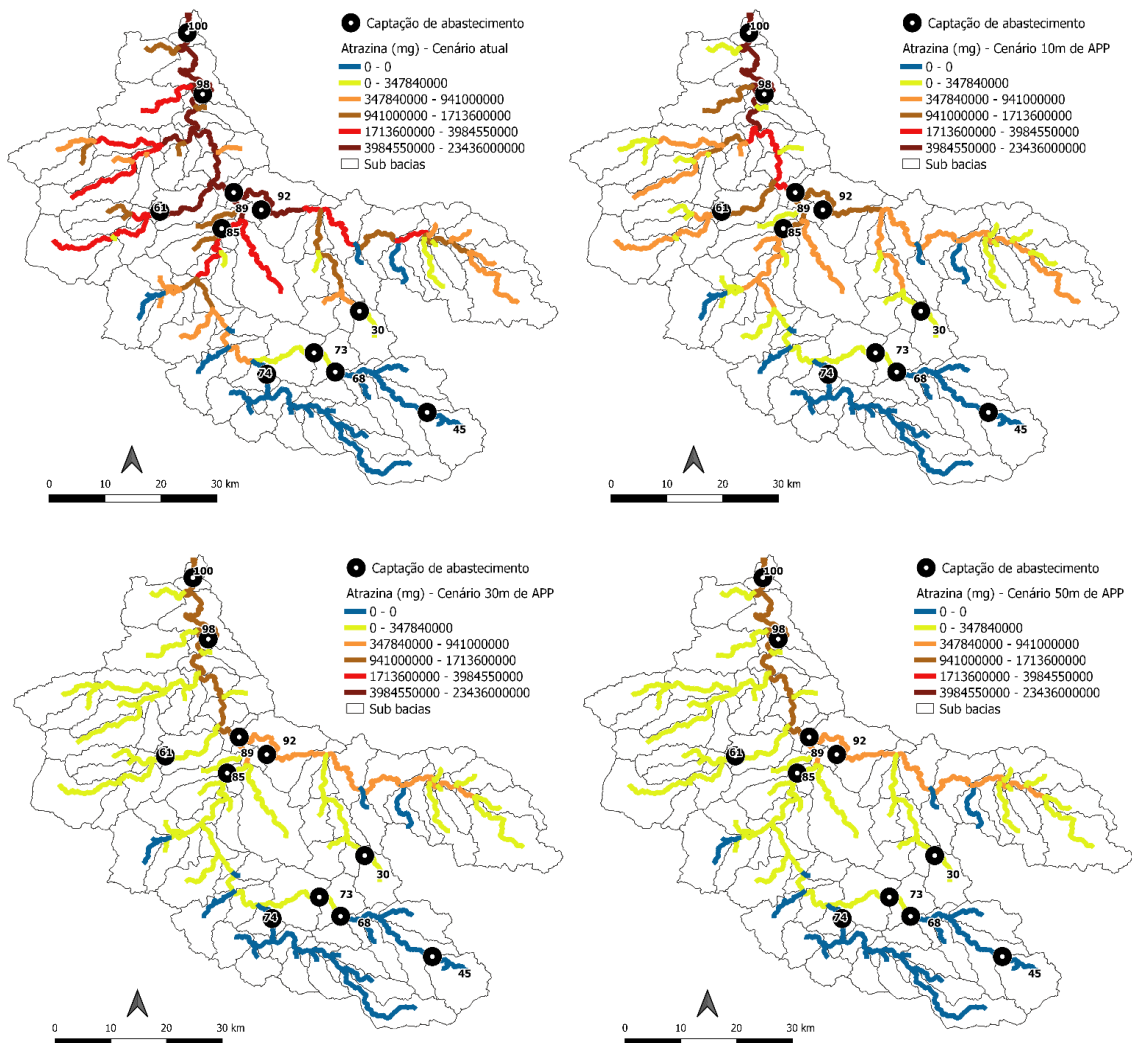 Captação de abastecimento
Atrazina (mg) - Cenário atual
0 - 0
0 - 347840000
347840000 - 941000000
941000000 - 1713600000
1713600000 - 3984550000
3984550000 - 23436000000
Sub bacias
100
98
92
61
89
85
30
73
74
68
45
0 10 20 30 km
Captação de abastecimento
Atrazina (mg) - Cenário 10m de APP
0 - 0
0 - 347840000
347840000 - 941000000
941000000 - 1713600000
1713600000 - 3984550000
3984550000 - 23436000000
Sub bacias
100
98
92
61
89
85
30
73
74
68
45
0 10 20 30 km
Captação de abastecimento
Atrazina (mg) - Cenário 30m de APP
0 - 0
0 - 347840000
347840000 - 941000000
941000000 - 1713600000
1713600000 - 3984550000
3984550000 - 23436000000
Sub bacias
100
98
92
61
89
85
30
73
74
68
45
0 10 20 30 km
Captação de abastecimento
Atrazina (mg) - Cenário 50m de APP
0 - 0
0 - 347840000
347840000 - 941000000
941000000 - 1713600000
1713600000 - 3984550000
3984550000 - 23436000000
Sub bacias
100
98
92
61
89
85
30
73
74
68
45
0 10 20 30 km